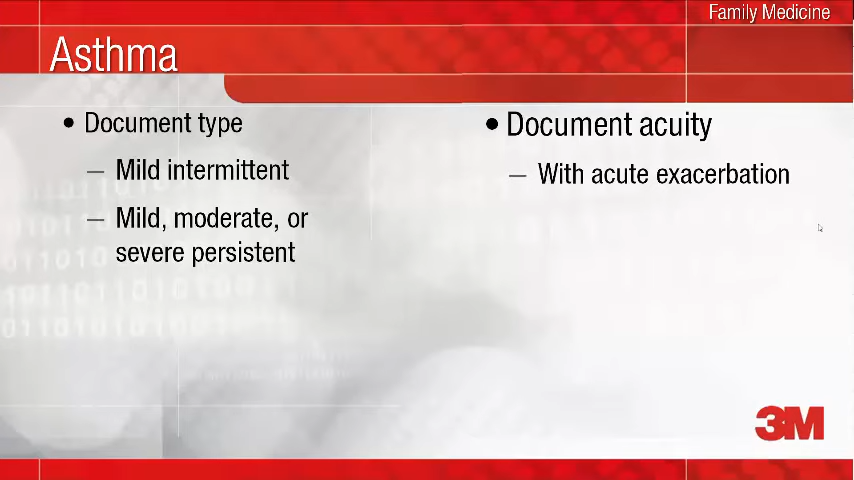 Family Medicine
Asthma
• Document type
– Mild intermittent
– Mild, moderate, or
severe persistent
• Document acuity
– With acute exacerbation
3M